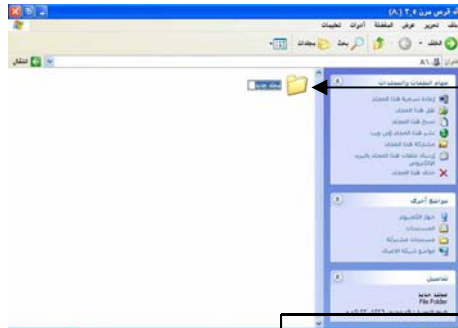 قرص مرن ٣,٥ (A:)
ملف تحرير عرض المفضلة أدوات تعليمات
الخلف بحث مجلدات
A:\ انتقال
مجلد جديد
مهام الملفات والمجلدات
إعادة تسمية هذا المجلد
نقل هذا المجلد
نسخ هذا المجلد
نشر هذا المجلد إلى ويب
مشاركة هذا المجلد
إرسال ملفات هذا المجلد بالبريد
الإلكتروني
حذف هذا المجلد
مواضع أخرى
جهاز الكمبيوتر
المستندات
مستندات مشتركة
مواضع شبكة الاتصال
تفاصيل
مجلد جديد
File Folder